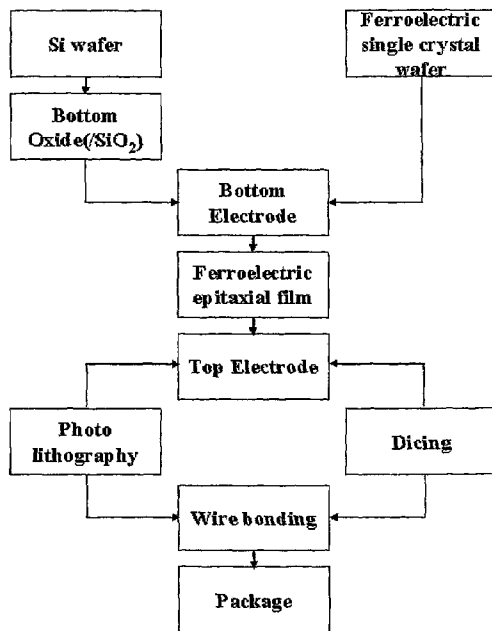 Si wafer
Ferroelectric
single crystal
wafer
Bottom
Oxide(/SiO₂)
Bottom
Electrode
Ferroelectric
epitaxial film
Top Electrode
Photo
lithography
Dicing
Wire bonding
Package